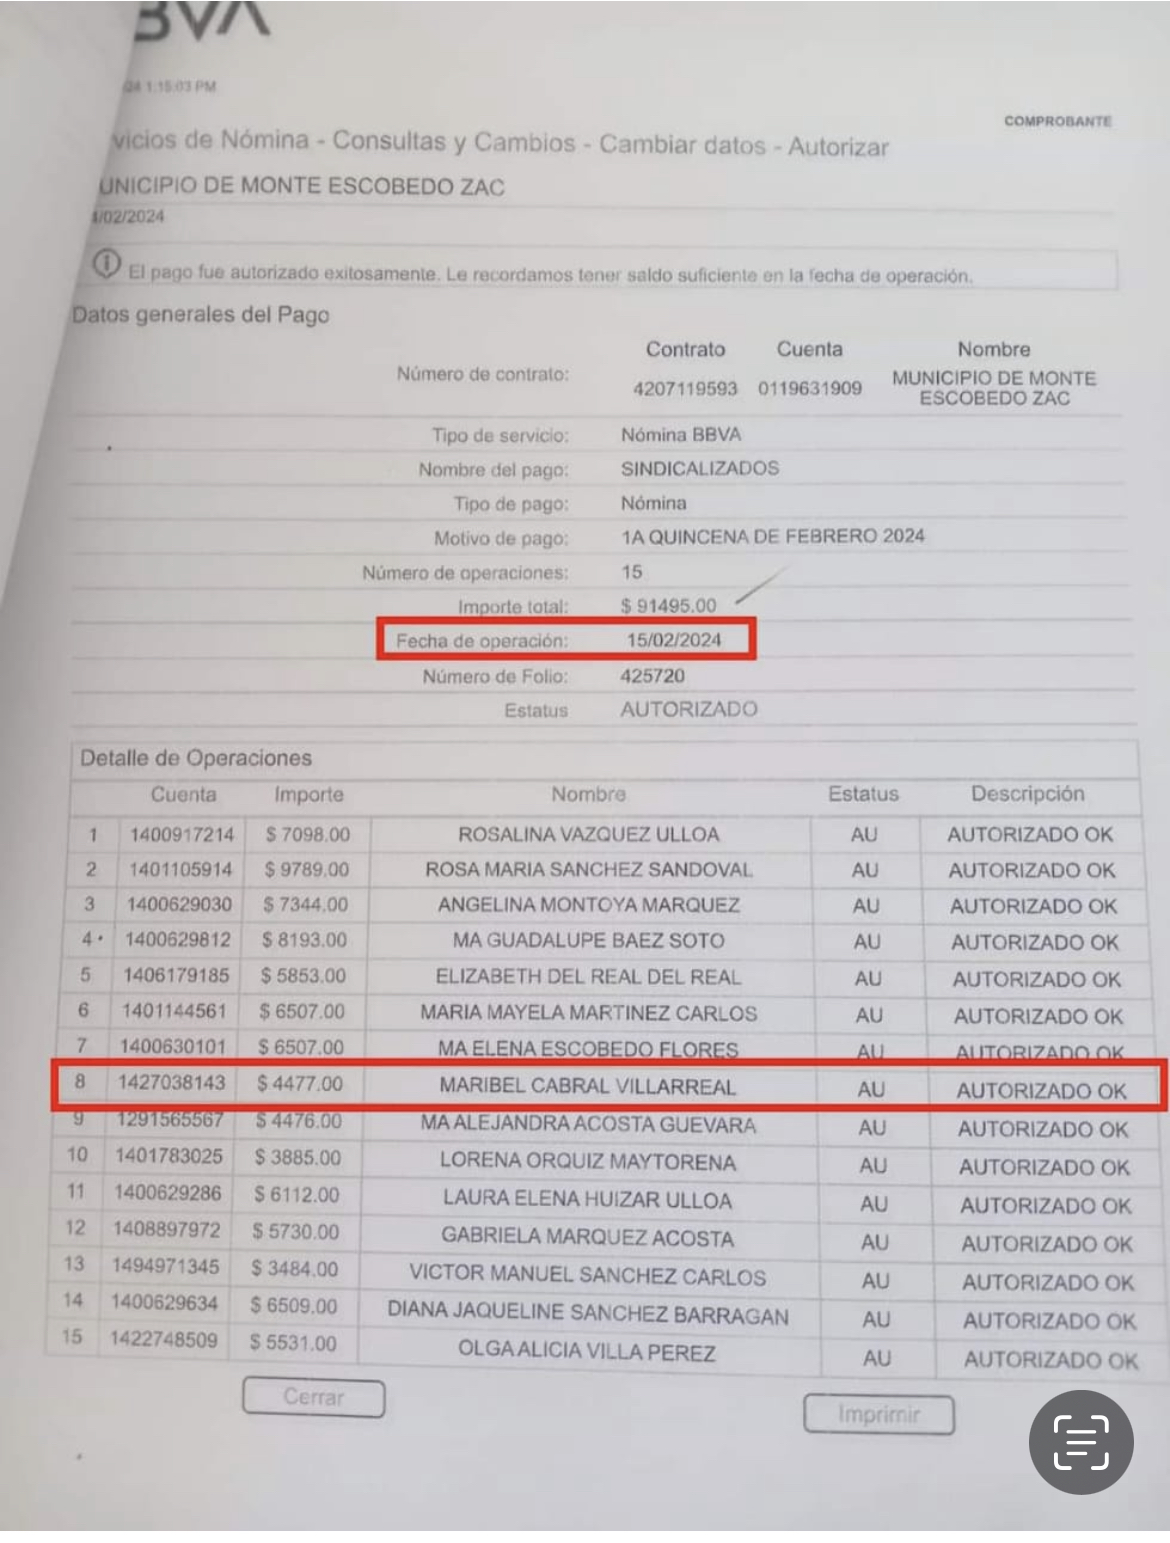 BBVA
1:15:03 PM
COMPROBANTE
vicios de Nómina - Consultas y Cambios - Cambiar datos - Autorizar
UNICIPIO DE MONTE ESCOBEDO ZAC
/02/2024
El pago fue autorizado exitosamente. Le recordamos tener saldo suficiente en la fecha de operación.
Datos generales del Pago
Contrato Cuenta Nombre
Número de contrato: 4207119593 0119631909 MUNICIPIO DE MONTE
ESCOBEDO ZAC
Tipo de servicio: Nómina BBVA
Nombre del pago: SINDICALIZADOS
Tipo de pago: Nómina
Motivo de pago: 1A QUINCENA DE FEBRERO 2024
Número de operaciones: 15
Importe total: $ 91495.00
Fecha de operación: 15/02/2024
Número de Folio: 425720
Estatus AUTORIZADO
Detalle de Operaciones
Cuenta Importe Nombre Estatus Descripción
1 1400917214 $ 7098.00 ROSALINA VAZQUEZ ULLOA AU AUTORIZADO OK
2 1401105914 $ 9789.00 ROSA MARIA SANCHEZ SANDOVAL AU AUTORIZADO OK
3 1400629030 $ 7344.00 ANGELINA MONTOYA MARQUEZ AU AUTORIZADO OK
4 1400629812 $ 8193.00 MA GUADALUPE BAEZ SOTO AU AUTORIZADO OK
5 1406179185 $ 5853.00 ELIZABETH DEL REAL DEL REAL AU AUTORIZADO OK
6 1401144561 $ 6507.00 MARIA MAYELA MARTINEZ CARLOS AU AUTORIZADO OK
7 1400630101 $ 6507.00 MA ELENA ESCOBEDO FLORES AU AUTORIZADO OK
8 1427038143 $ 4477.00 MARIBEL CABRAL VILLARREAL AU AUTORIZADO OK
9 1291565567 $ 4476.00 MA ALEJANDRA ACOSTA GUEVARA AU AUTORIZADO OK
10 1401783025 $ 3885.00 LORENA ORQUIZ MAYTORENA AU AUTORIZADO OK
11 1400629286 $ 6112.00 LAURA ELENA HUIZAR ULLOA AU AUTORIZADO OK
12 1408897972 $ 5730.00 GABRIELA MARQUEZ ACOSTA AU AUTORIZADO OK
13 1494971345 $ 3484.00 VICTOR MANUEL SANCHEZ CARLOS AU AUTORIZADO OK
14 1400629634 $ 6509.00 DIANA JAQUELINE SANCHEZ BARRAGAN AU AUTORIZADO OK
15 1422748509 $ 5531.00 OLGA ALICIA VILLA PEREZ AU AUTORIZADO OK
Cerrar Imprimir